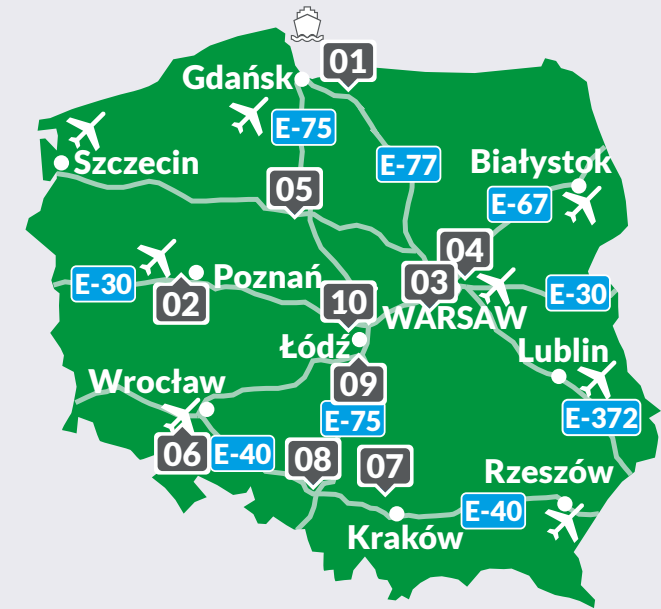 01
Gdańsk
E-75
Szczecin
E-77
Białystok
05
E-67
04
E-30
02
Poznań
03
E-30
10
WARSAW
Łódź
Lublin
09
Wrocław
E-75
E-372
06
E-40
08
07
Rzeszów
E-40
Kraków